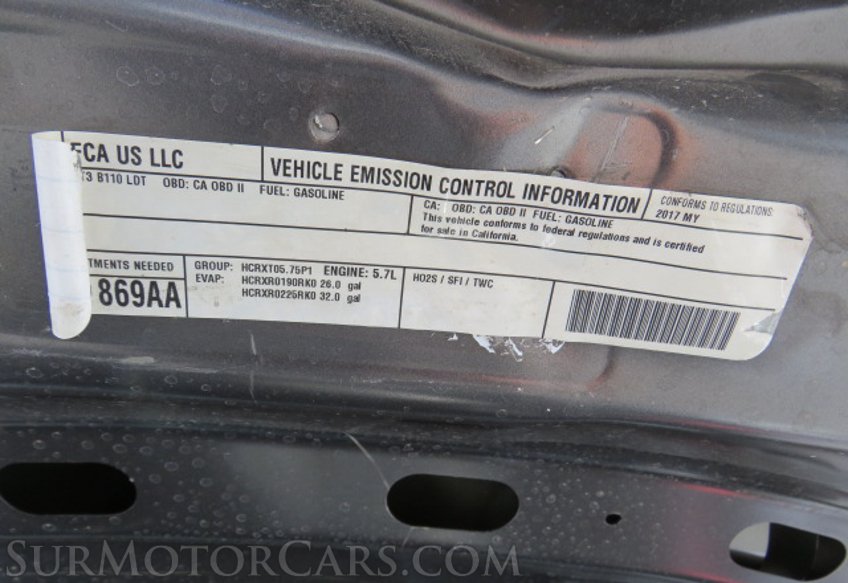 FCA US LLC
VEHICLE EMISSION CONTROL INFORMATION
CONFORMS TO REGULATIONS:
2017 MY
B110 LDT OBD: CA OBD II FUEL: GASOLINE
CA: OBD: CA OBD II FUEL: GASOLINE
This vehicle conforms to federal regulations and is certified
for sale in California.
TMENTS NEEDED
869AA
GROUP: HCRXT05.75P1 ENGINE: 5.7L
EVAP: HCRXR0190RK0 26.0 gal
HCRXR0225RK0 32.0 gal
HO2S / SFI / TWC
SurMotorCars.com